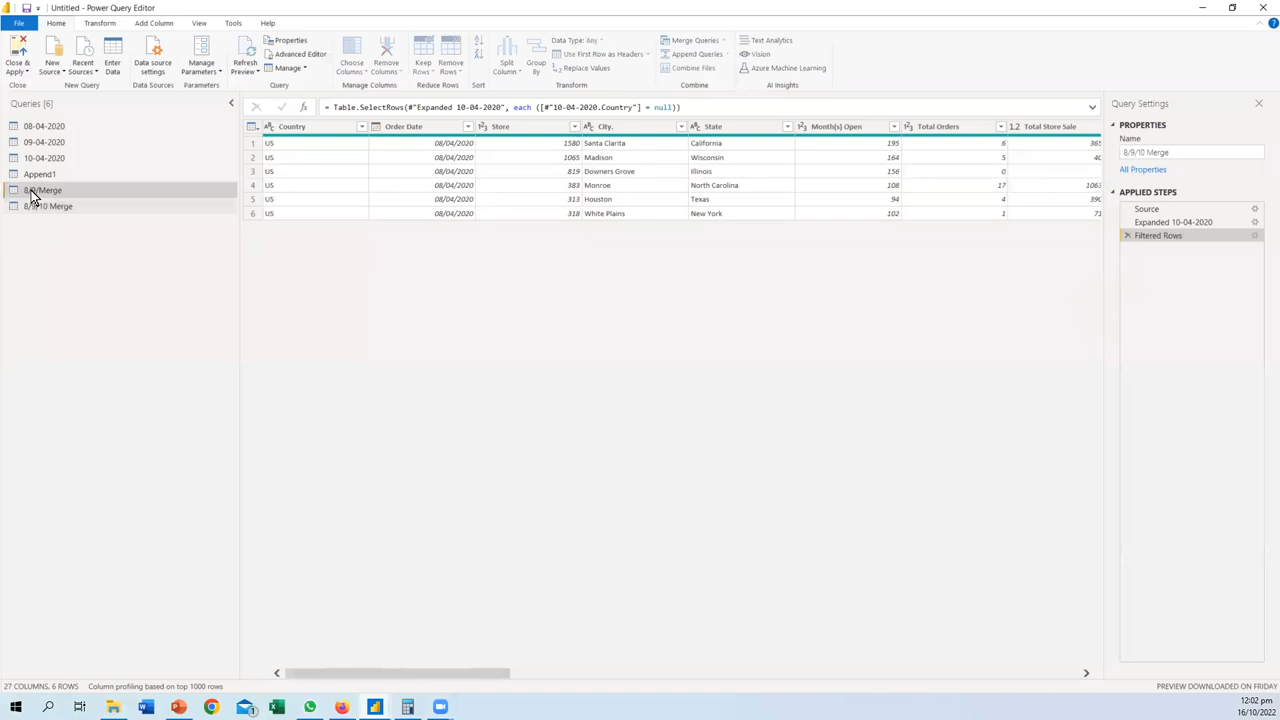 Untitled - Power Query Editor
File Home Transform Add Column View Tools Help
Close & Apply New Source Recent Sources Enter Data Data source settings Manage Parameters Refresh Preview Properties Advanced Editor Manage Choose Columns Remove Columns Keep Rows Remove Rows Split Column Group By Data Type: Any Use First Row as Headers Replace Values Merge Queries Append Queries Combine Files Text Analytics Vision Azure Machine Learning
Close New Query Data Sources Parameters Query Manage Columns Reduce Rows Sort Transform Combine AI Insights
Queries [6]
08-04-2020
09-04-2020
10-04-2020
Append1
8/9/Merge
8/9/10 Merge
= Table.SelectRows(#"Expanded 10-04-2020", each ([#"10-04-2020.Country"] = null))
Country Order Date Store City. State Month(s) Open Total Orders 1.2 Total Store Sale
1 US 08/04/2020 1580 Santa Clarita California 195 6 365
2 US 08/04/2020 1065 Madison Wisconsin 164 5 40
3 US 08/04/2020 819 Downers Grove Illinois 156 0
4 US 08/04/2020 383 Monroe North Carolina 108 17 1063
5 US 08/04/2020 313 Houston Texas 94 4 390
6 US 08/04/2020 318 White Plains New York 102 1 71
Query Settings
PROPERTIES
Name
8/9/10 Merge
All Properties
APPLIED STEPS
Source
Expanded 10-04-2020
Filtered Rows
27 COLUMNS, 6 ROWS Column profiling based on top 1000 rows
PREVIEW DOWNLOADED ON FRIDAY
12:02 pm
16/10/2022